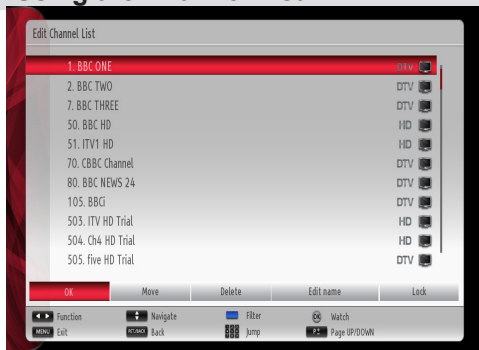 Edit Channel List
1. BBC ONE DTV
2. BBC TWO DTV
7. BBC THREE DTV
50. BBC HD HD
51. ITV1 HD HD
70. CBBC Channel DTV
80. BBC NEWS 24 DTV
105. BBCi DTV
503. ITV HD Trial HD
504. Ch4 HD Trial HD
505. five HD Trial DTV
OK Move Delete Edit name Lock
Function Navigate Filter OK Watch
MENU Exit RET./BACK Back Jump P Page UP/DOWN